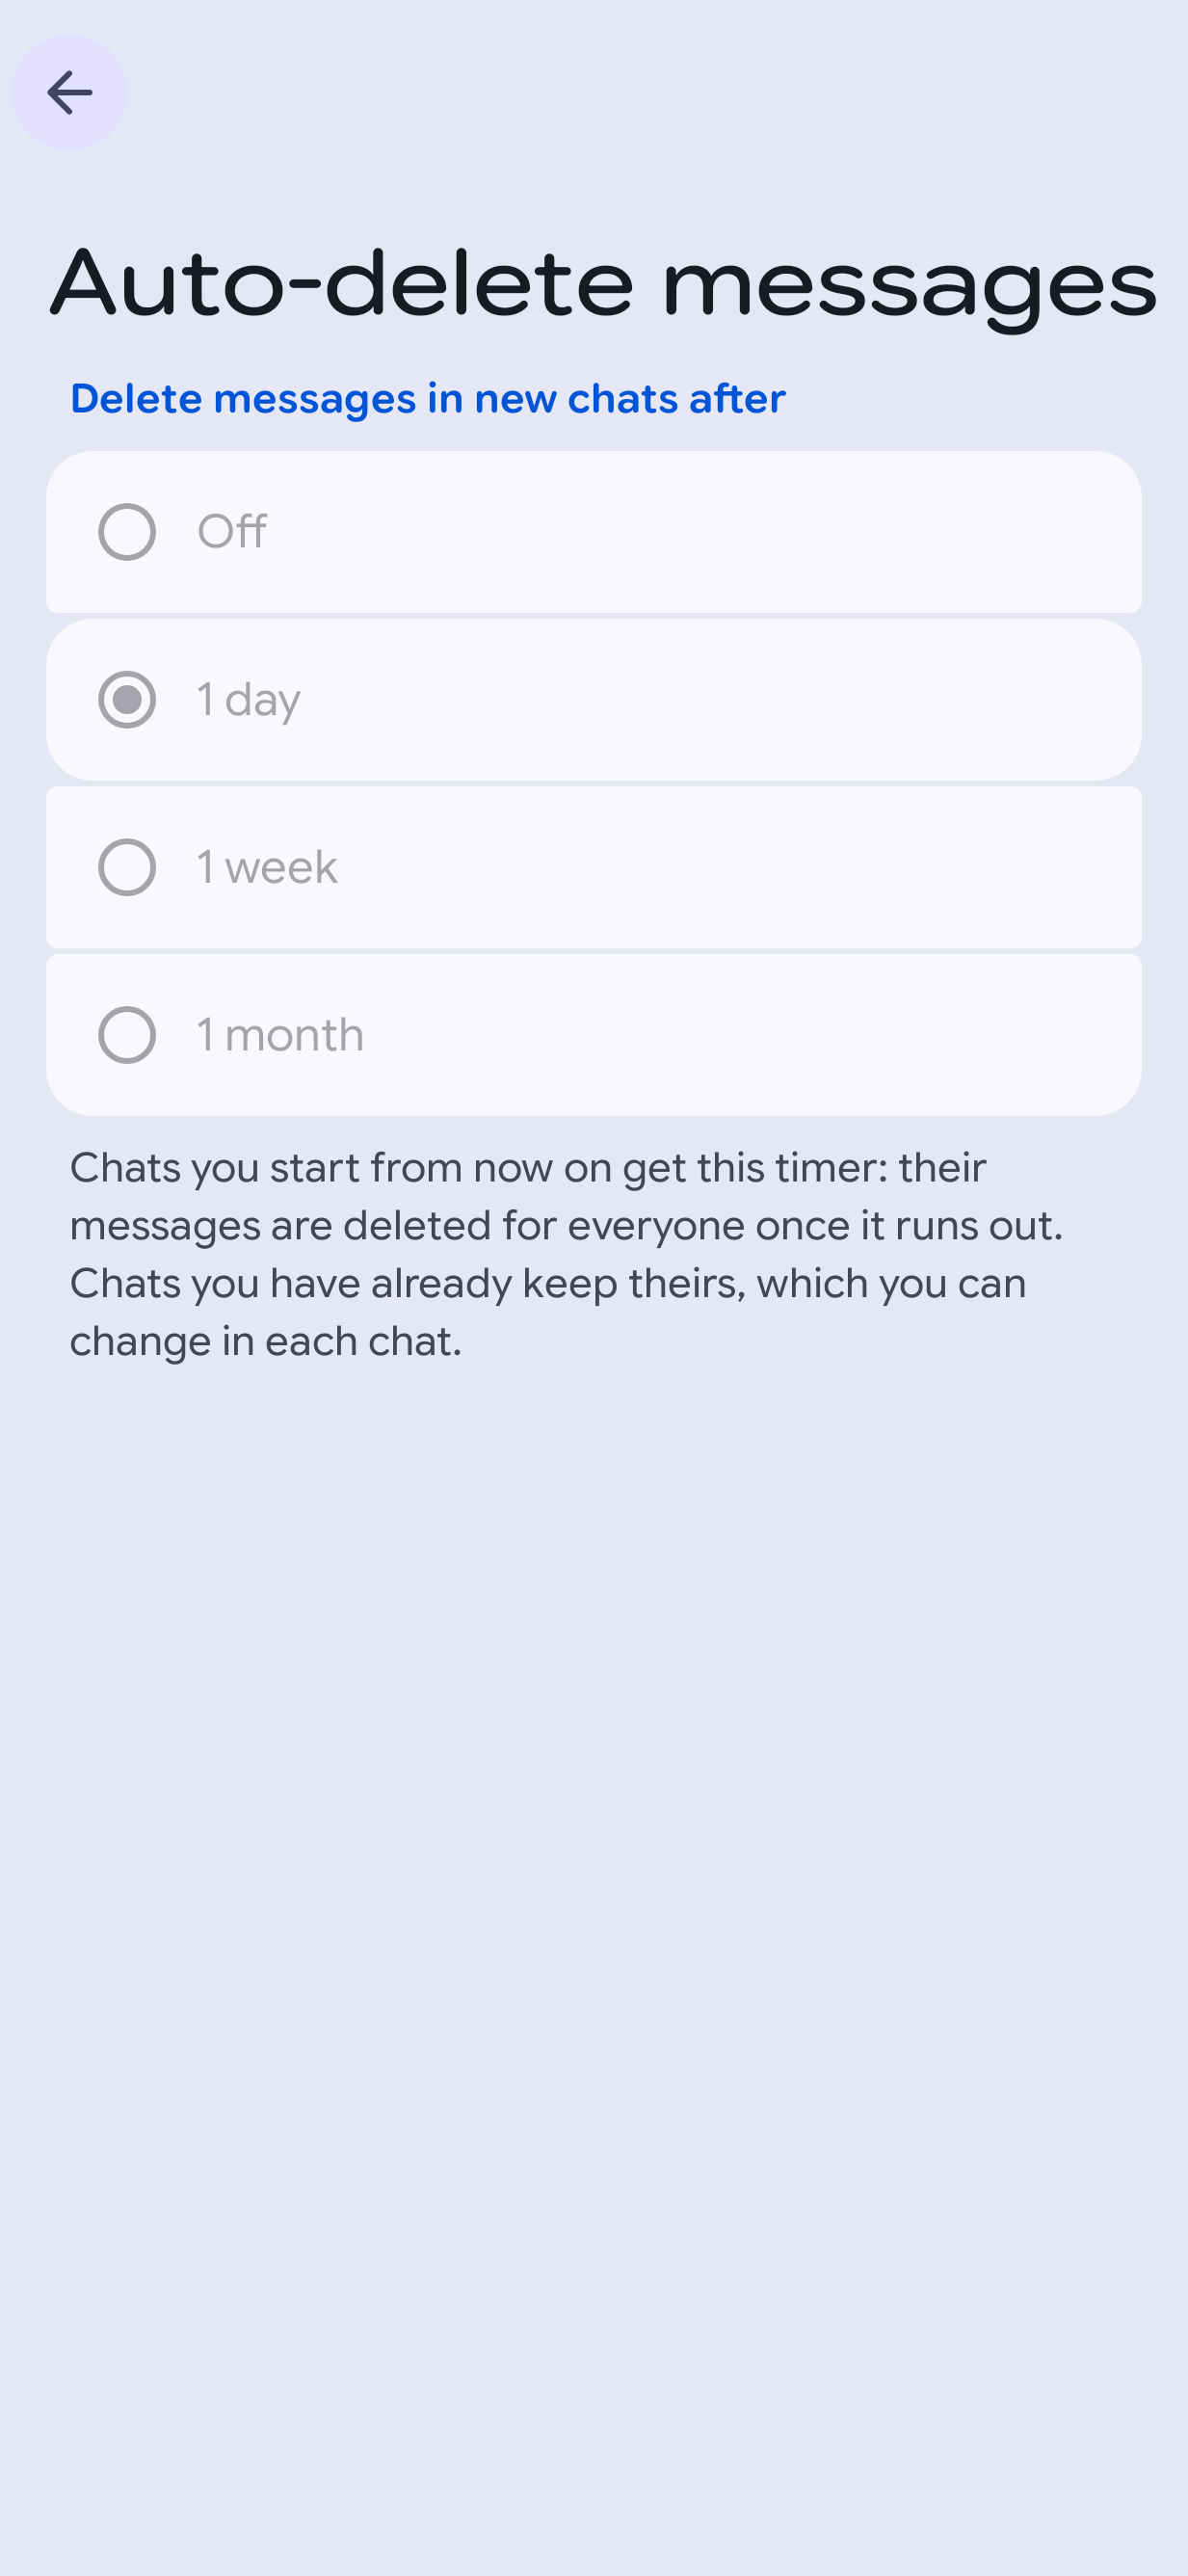 Auto-delete messages
Delete messages in new chats after
Off
1 day
1 week
1 month
Chats you start from now on get this timer: their
messages are deleted for everyone once it runs out.
Chats you have already keep theirs, which you can
change in each chat.